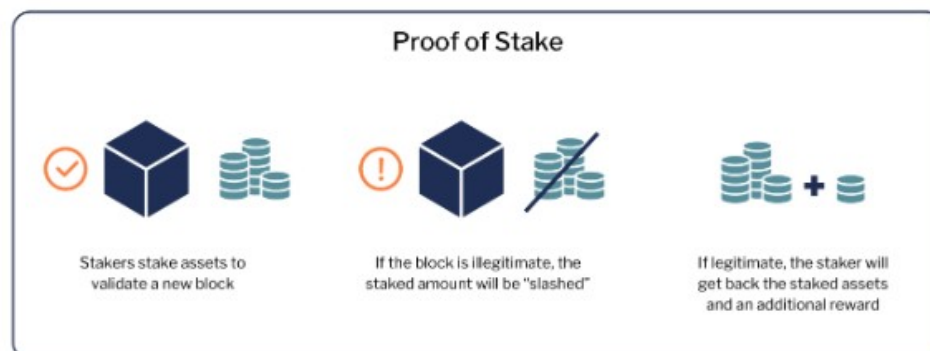 Proof of Stake
Stakers stake assets to
validate a new block
If the block is illegitimate, the
staked amount will be “slashed”
If legitimate, the staker will
get back the staked assets
and an additional reward